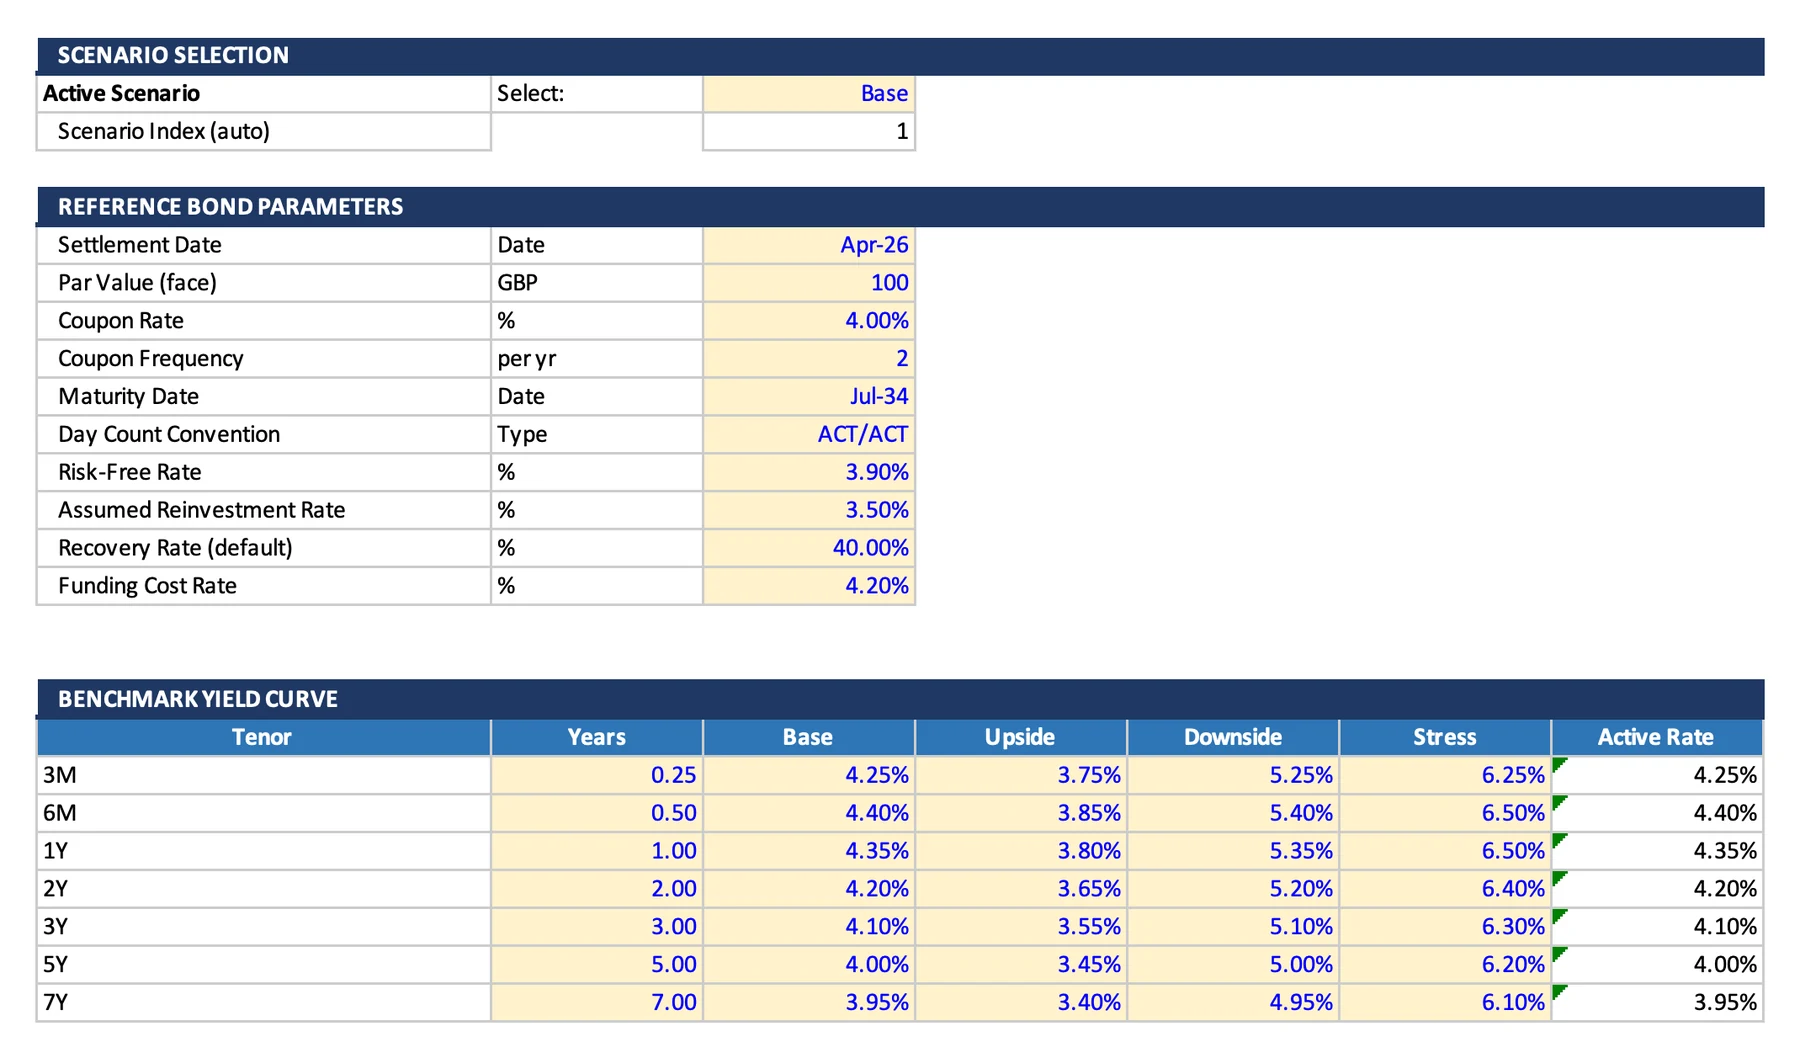 SCENARIO SELECTION
Active Scenario Select: Base
Scenario Index (auto) 1
REFERENCE BOND PARAMETERS
Settlement Date Date Apr-26
Par Value (face) GBP 100
Coupon Rate % 4.00%
Coupon Frequency per yr 2
Maturity Date Date Jul-34
Day Count Convention Type ACT/ACT
Risk-Free Rate % 3.90%
Assumed Reinvestment Rate % 3.50%
Recovery Rate (default) % 40.00%
Funding Cost Rate % 4.20%
BENCHMARK YIELD CURVE
Tenor Years Base Upside Downside Stress Active Rate
3M 0.25 4.25% 3.75% 5.25% 6.25% 4.25%
6M 0.50 4.40% 3.85% 5.40% 6.50% 4.40%
1Y 1.00 4.35% 3.80% 5.35% 6.50% 4.35%
2Y 2.00 4.20% 3.65% 5.20% 6.40% 4.20%
3Y 3.00 4.10% 3.55% 5.10% 6.30% 4.10%
5Y 5.00 4.00% 3.45% 5.00% 6.20% 4.00%
7Y 7.00 3.95% 3.40% 4.95% 6.10% 3.95%